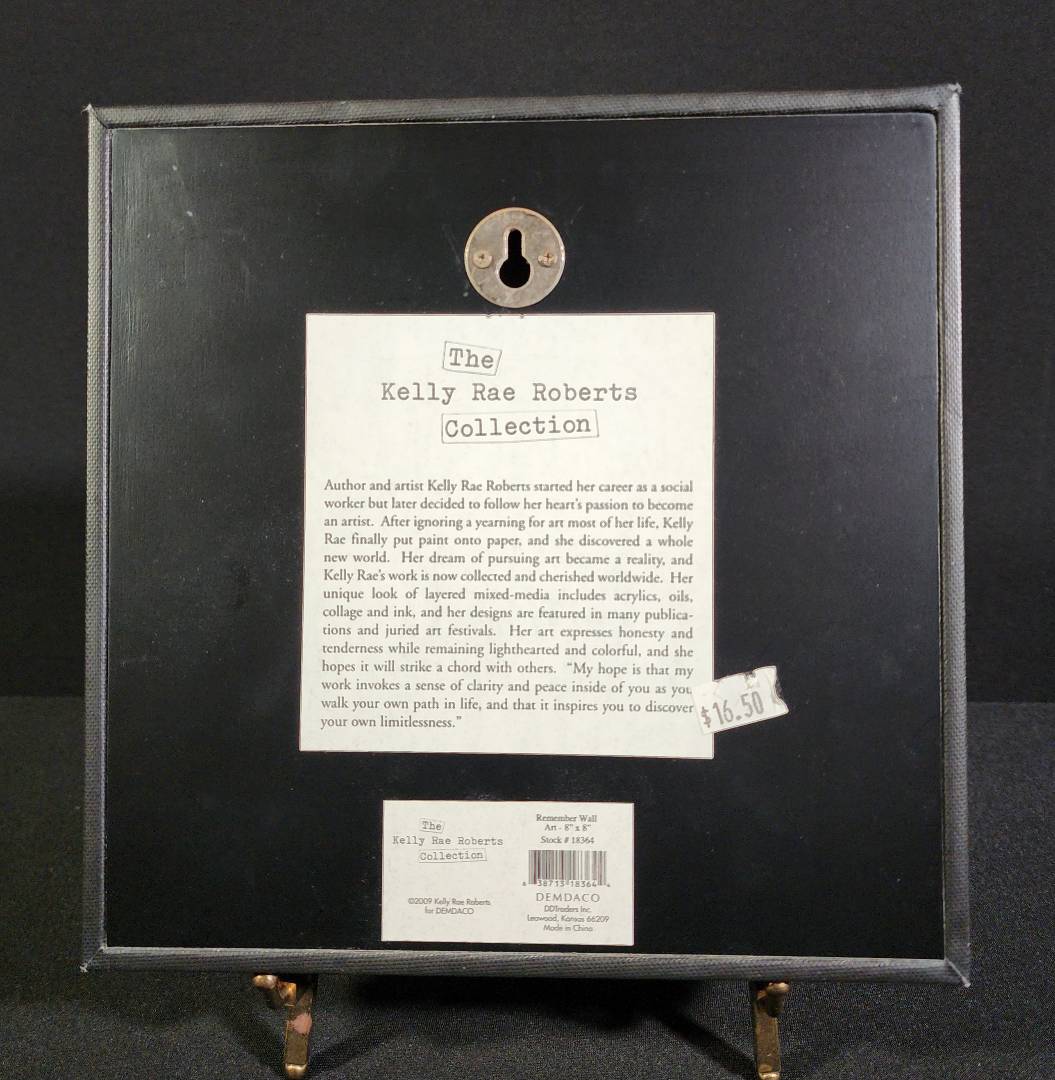 The
Kelly Rae Roberts
Collection
Author and artist Kelly Rae Roberts started her career as a social
worker but later decided to follow her heart's passion to become
an artist. After ignoring a yearning for art most of her life, Kelly
Rae finally put paint onto paper, and she discovered a whole
new world. Her dream of pursuing art became a reality, and
Kelly Rae's work is now collected and cherished worldwide. Her
unique look of layered mixed-media includes acrylics, oils,
collage and ink, and her designs are featured in many publica-
tions and juried art festivals. Her art expresses honesty and
tenderness while remaining lighthearted and colorful, and she
hopes it will strike a chord with others. "My hope is that my
work invokes a sense of clarity and peace inside of you as you
walk your own path in life, and that it inspires you to discover
your own limitlessness."
$16.50
The
Kelly Rae Roberts
Collection
©2009 Kelly Rae Roberts
for DEMDACO
Remember Wall
Art - 8" x 8"
Stock # 18364
6 38713 18364 4
DEMDACO
DDTraders Inc.
Leawood, Kansas 66209
Made in China